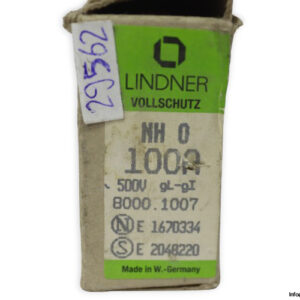 29562
LINDNER
VOLLSCHUTZ
NH 0
100A
500V gL-gI
8000.1007
N E 1670334
S E 2048220
Made in W.-Germany